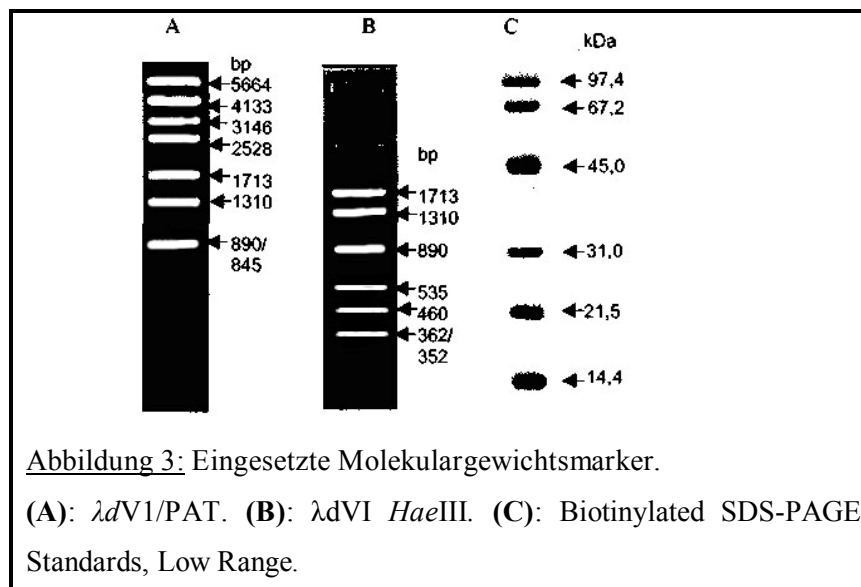 A
B
C
kDa
bp
5664
4133
3146
2528
1713
1310
890/
845
bp
1713
1310
890
535
460
362/
352
97,4
67,2
45,0
31,0
21,5
14,4
Abbildung 3: Eingesetzte Molekulargewichtsmarker.
(A): λdV1/PAT. (B): λdVI HaeIII. (C): Biotinylated SDS-PAGE
Standards, Low Range.